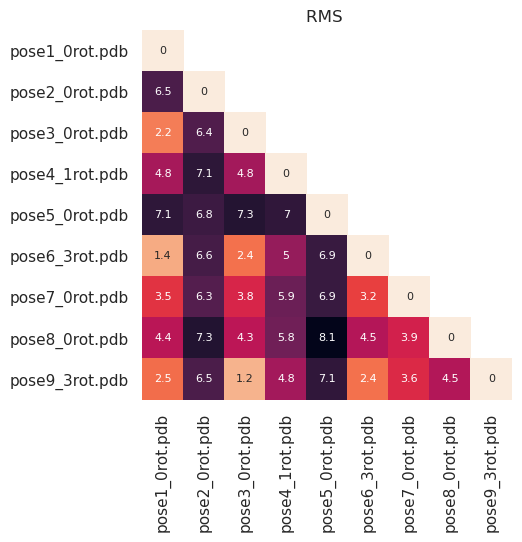 RMS
pose1_0rot.pdb 0
pose2_0rot.pdb 6.5 0
pose3_0rot.pdb 2.2 6.4 0
pose4_1rot.pdb 4.8 7.1 4.8 0
pose5_0rot.pdb 7.1 6.8 7.3 7 0
pose6_3rot.pdb 1.4 6.6 2.4 5 6.9 0
pose7_0rot.pdb 3.5 6.3 3.8 5.9 6.9 3.2 0
pose8_0rot.pdb 4.4 7.3 4.3 5.8 8.1 4.5 3.9 0
pose9_3rot.pdb 2.5 6.5 1.2 4.8 7.1 2.4 3.6 4.5 0
pose1_0rot.pdb
pose2_0rot.pdb
pose3_0rot.pdb
pose4_1rot.pdb
pose5_0rot.pdb
pose6_3rot.pdb
pose7_0rot.pdb
pose8_0rot.pdb
pose9_3rot.pdb